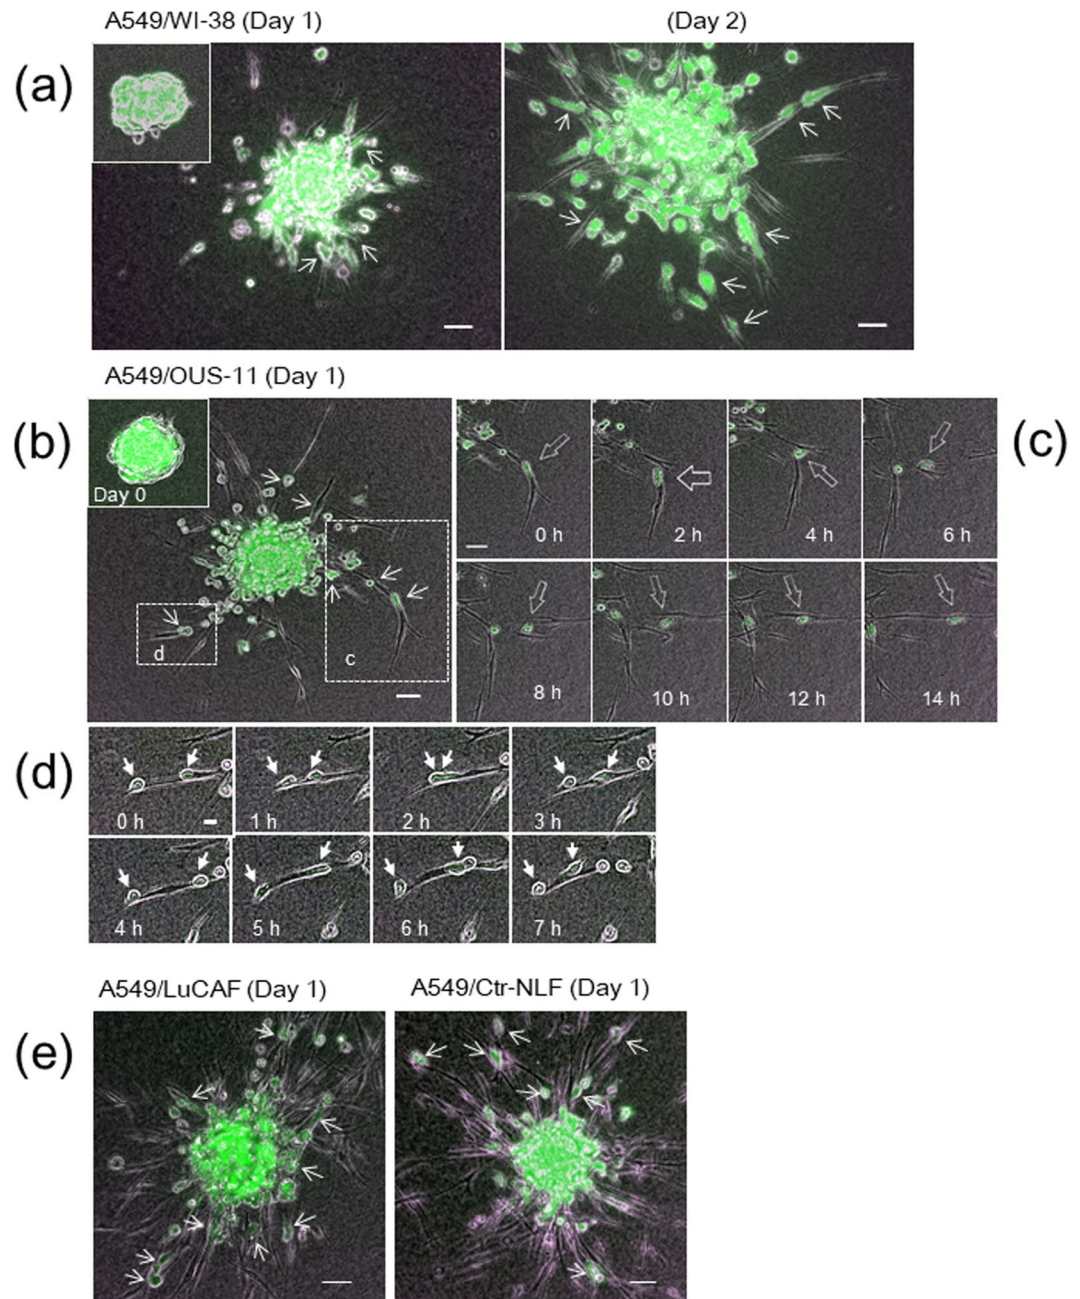 A549/WI-38 (Day 1)
(Day 2)
(a)
A549/OUS-11 (Day 1)
(b)
Day 0
d
c
(c)
0 h
2 h
4 h
6 h
8 h
10 h
12 h
14 h
(d)
0 h
1 h
2 h
3 h
4 h
5 h
6 h
7 h
A549/LuCAF (Day 1)
A549/Ctr-NLF (Day 1)
(e)